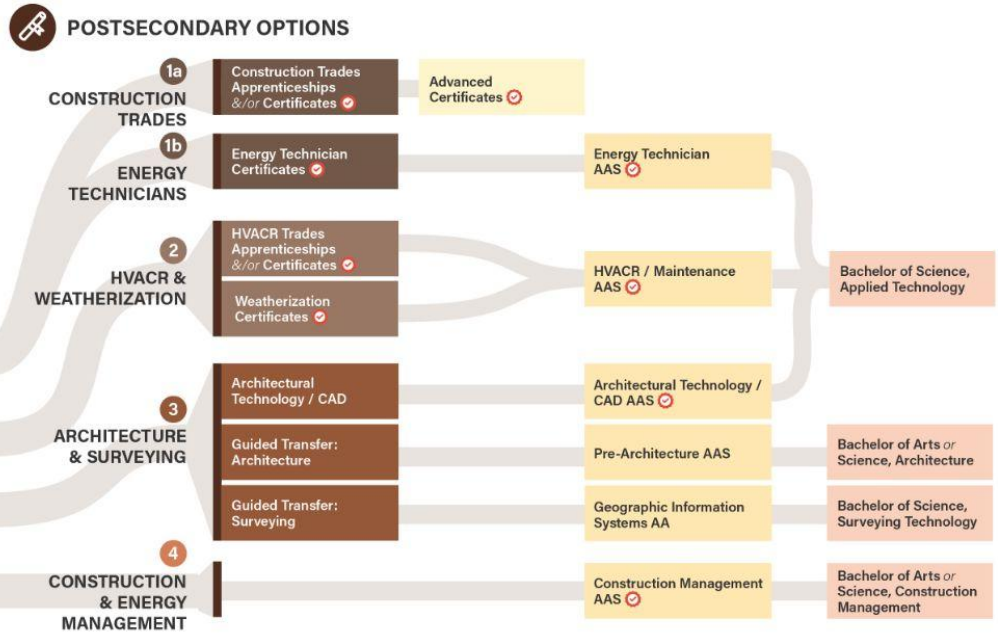 POSTSECONDARY OPTIONS
1a
CONSTRUCTION
TRADES
Construction Trades
Apprenticeships
&/or Certificates
Advanced
Certificates
1b
ENERGY
TECHNICIANS
Energy Technician
Certificates
Energy Technician
AAS
2
HVACR &
WEATHERIZATION
HVACR Trades
Apprenticeships
&/or Certificates
Weatherization
Certificates
HVACR / Maintenance
AAS
Bachelor of Science,
Applied Technology
3
ARCHITECTURE
& SURVEYING
Architectural
Technology / CAD
Architectural Technology /
CAD AAS
Guided Transfer:
Architecture
Pre-Architecture AAS
Bachelor of Arts or
Science, Architecture
Guided Transfer:
Surveying
Geographic Information
Systems AA
Bachelor of Science,
Surveying Technology
4
CONSTRUCTION
& ENERGY
MANAGEMENT
Construction Management
AAS
Bachelor of Arts or
Science, Construction
Management